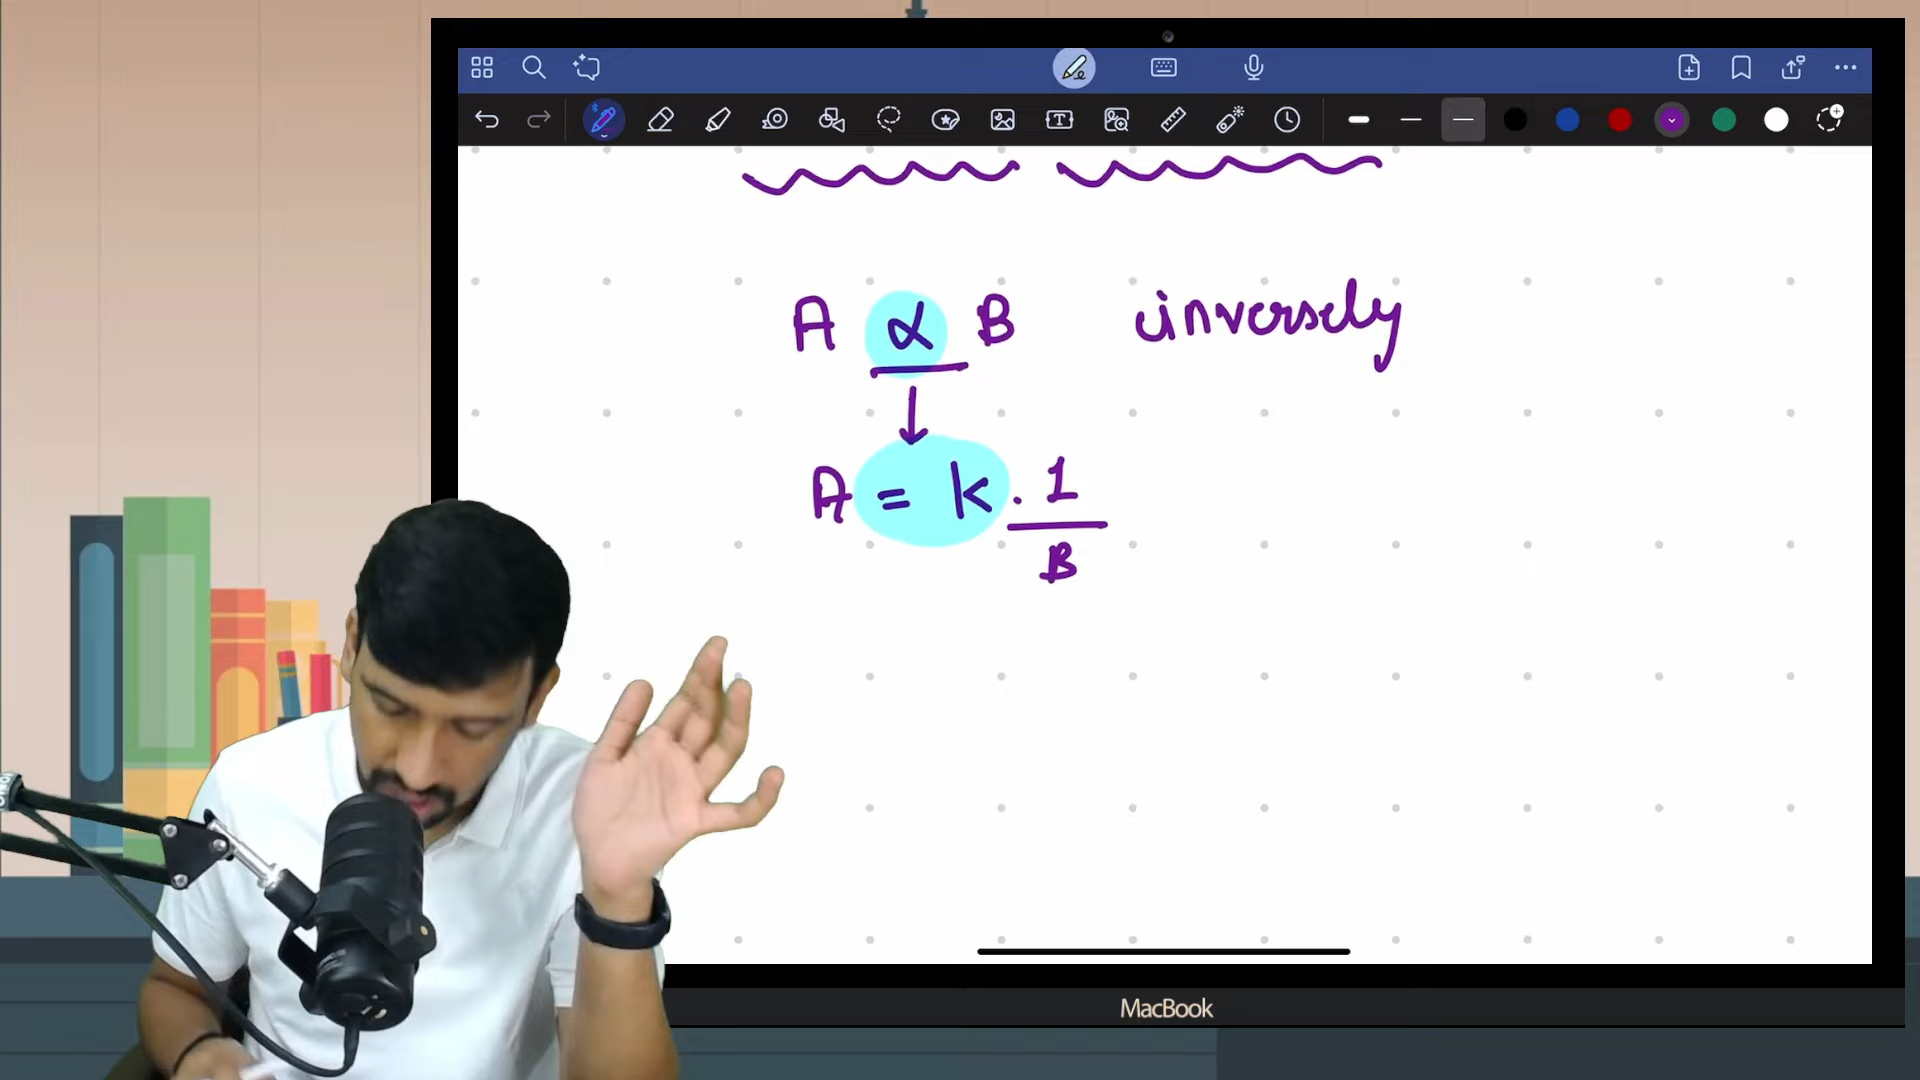 A α B inversely
A = k . 1
B
MacBook